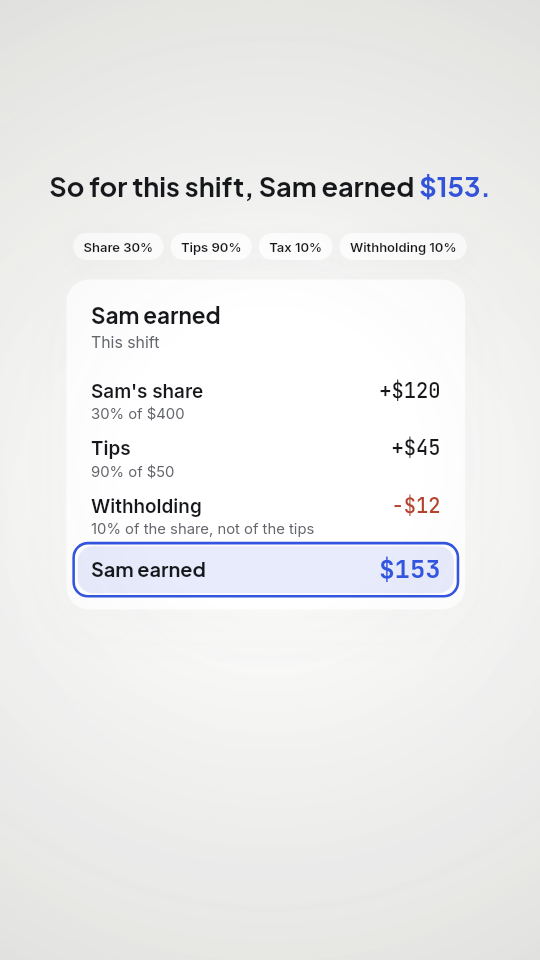 So for this shift, Sam earned $153.
Share 30% Tips 90% Tax 10% Withholding 10%
Sam earned
This shift
Sam's share +$120
30% of $400
Tips +$45
90% of $50
Withholding -$12
10% of the share, not of the tips
Sam earned $153